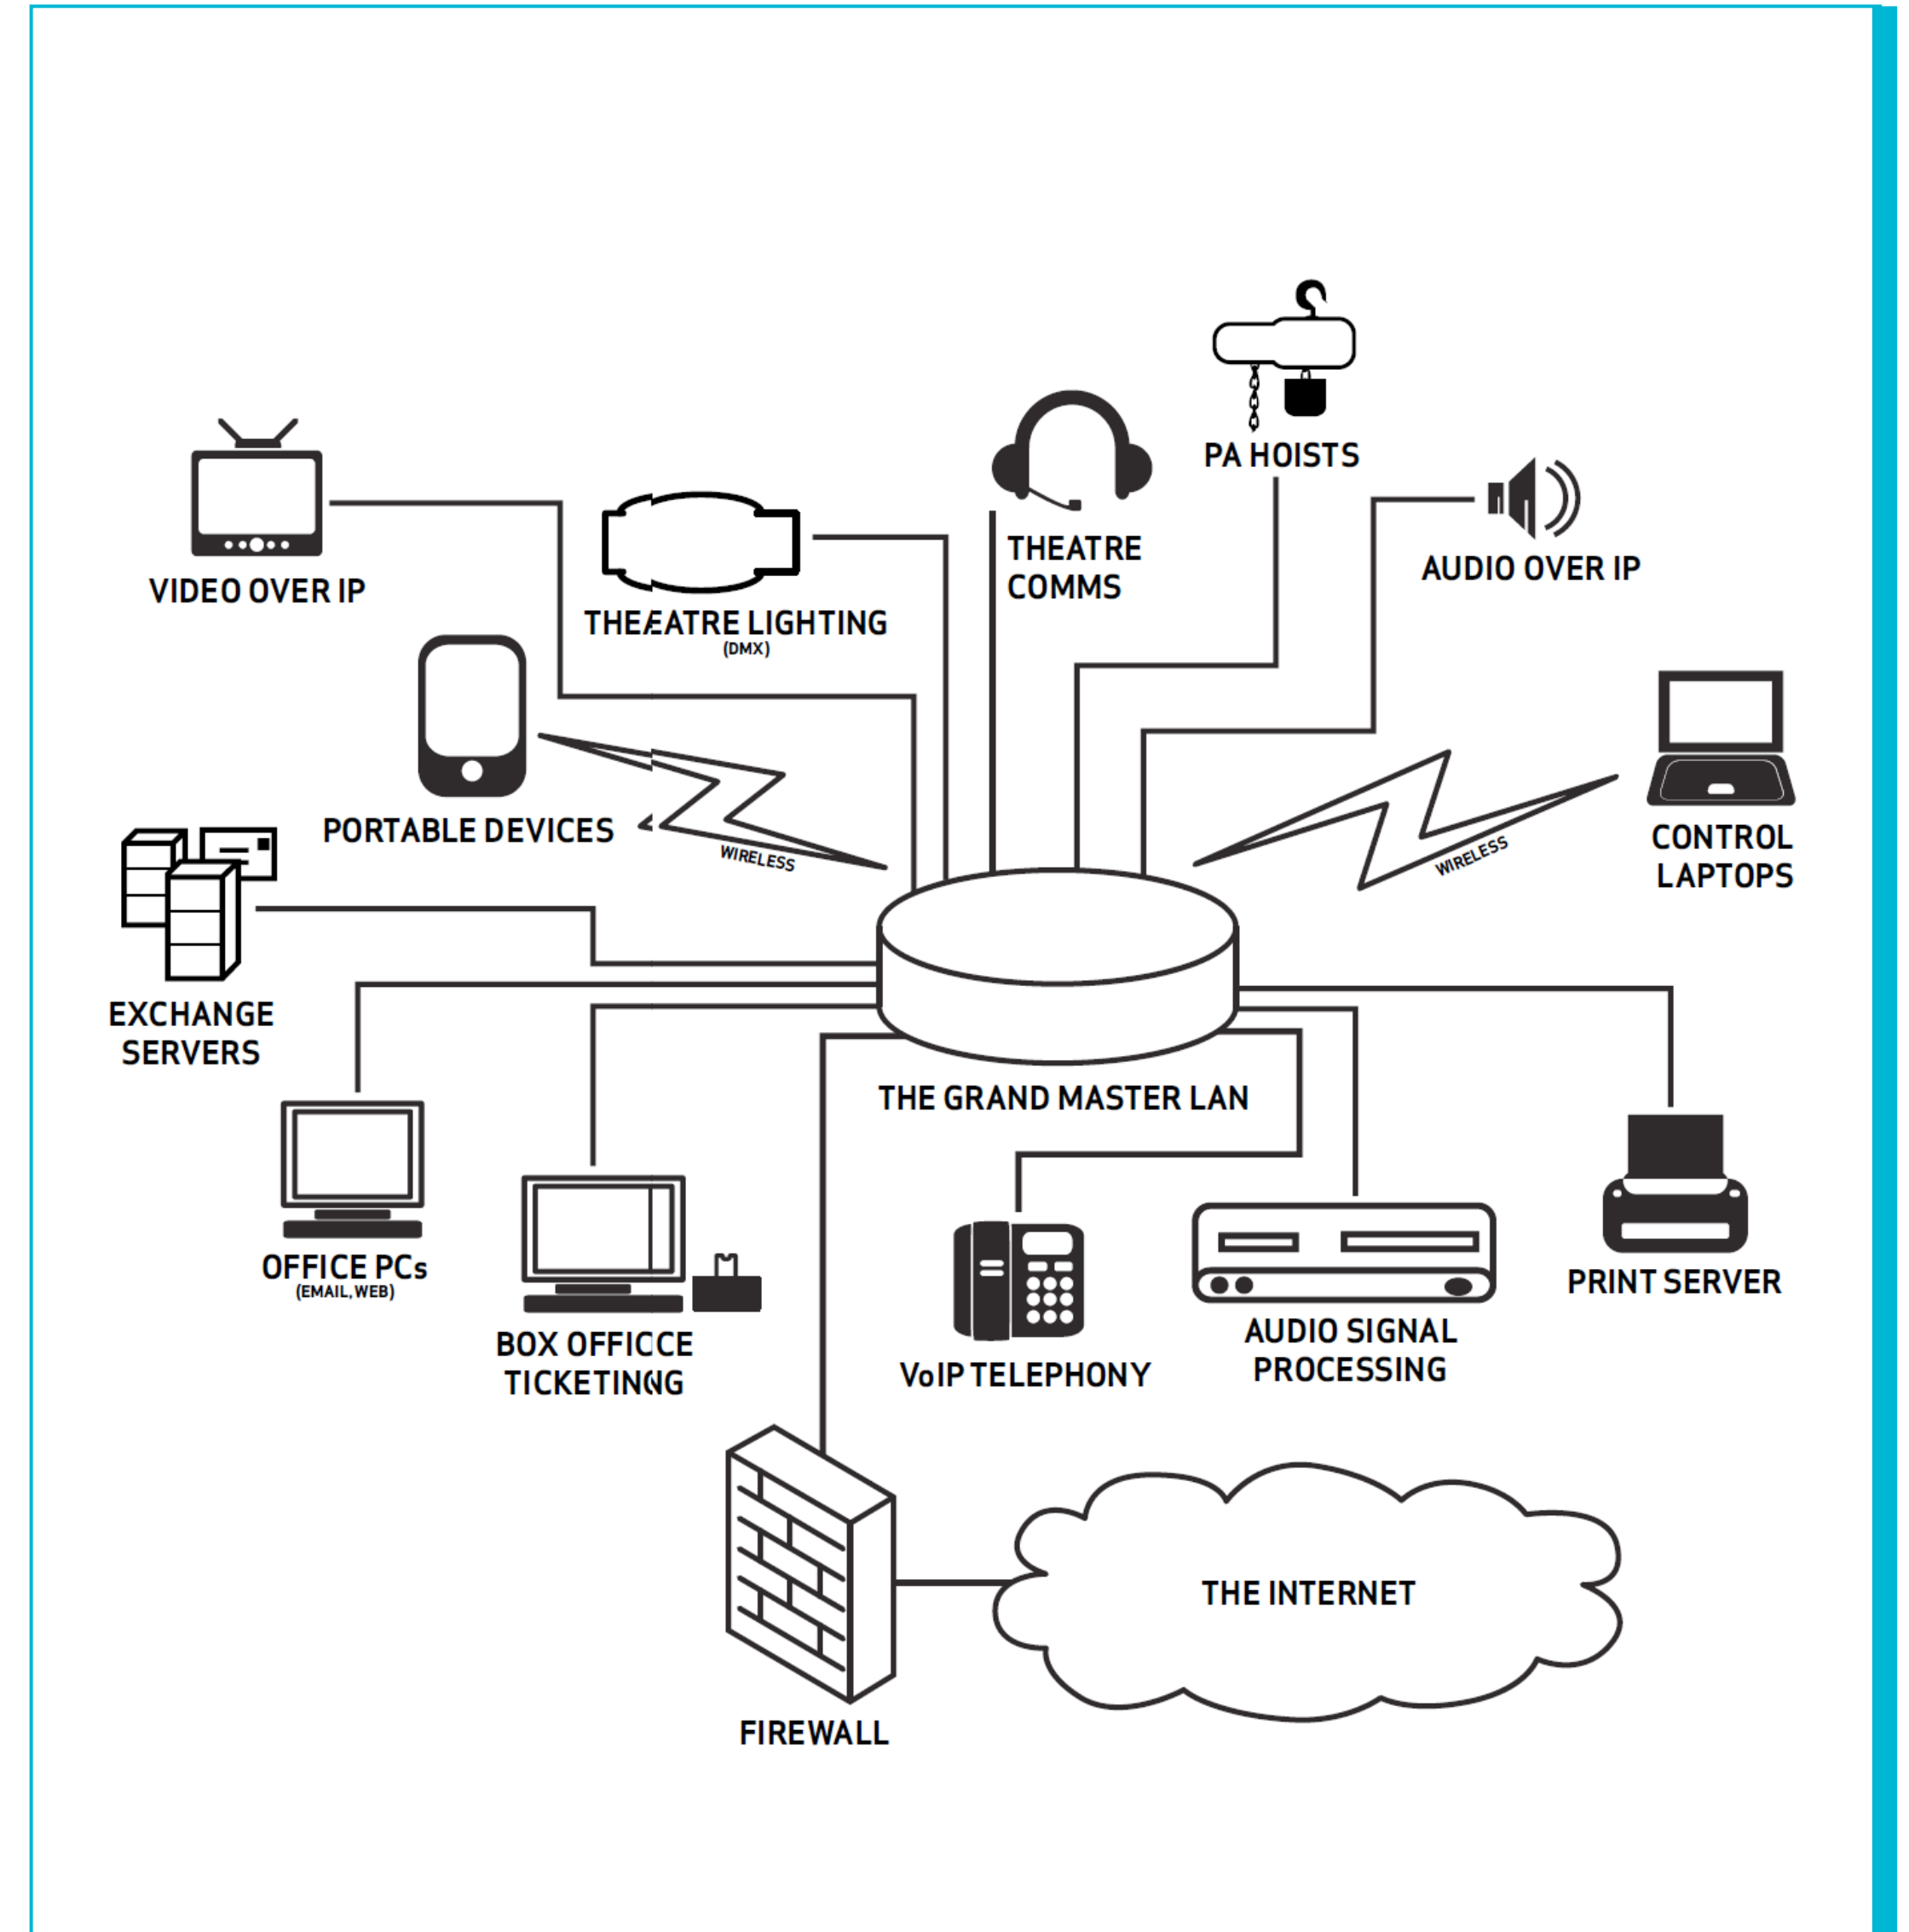 PA HOISTS
THEATRE
COMMS
AUDIO OVER IP
VIDEO OVER IP
THEÆATRE LIGHTING
(DMX)
PORTABLE DEVICES
WIRELESS
WIRELESS
CONTROL
LAPTOPS
EXCHANGE
SERVERS
THE GRAND MASTER LAN
OFFICE PCs
(EMAIL, WEB)
BOX OFFICCE
TICKETING
VoIP TELEPHONY
AUDIO SIGNAL
PROCESSING
PRINT SERVER
THE INTERNET
FIREWALL